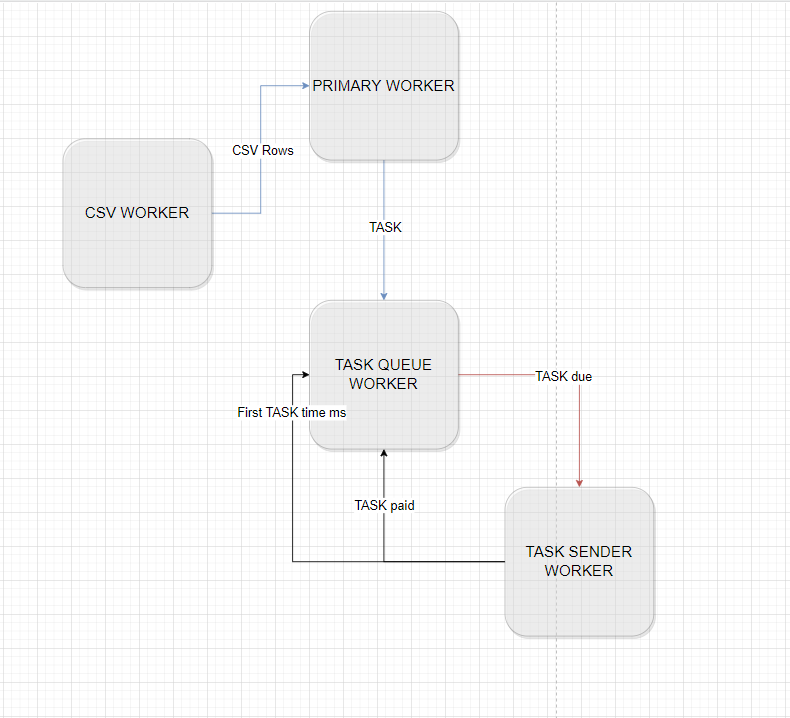 PRIMARY WORKER
CSV Rows
CSV WORKER
TASK
TASK QUEUE
WORKER
TASK due
First TASK time ms
TASK paid
TASK SENDER
WORKER